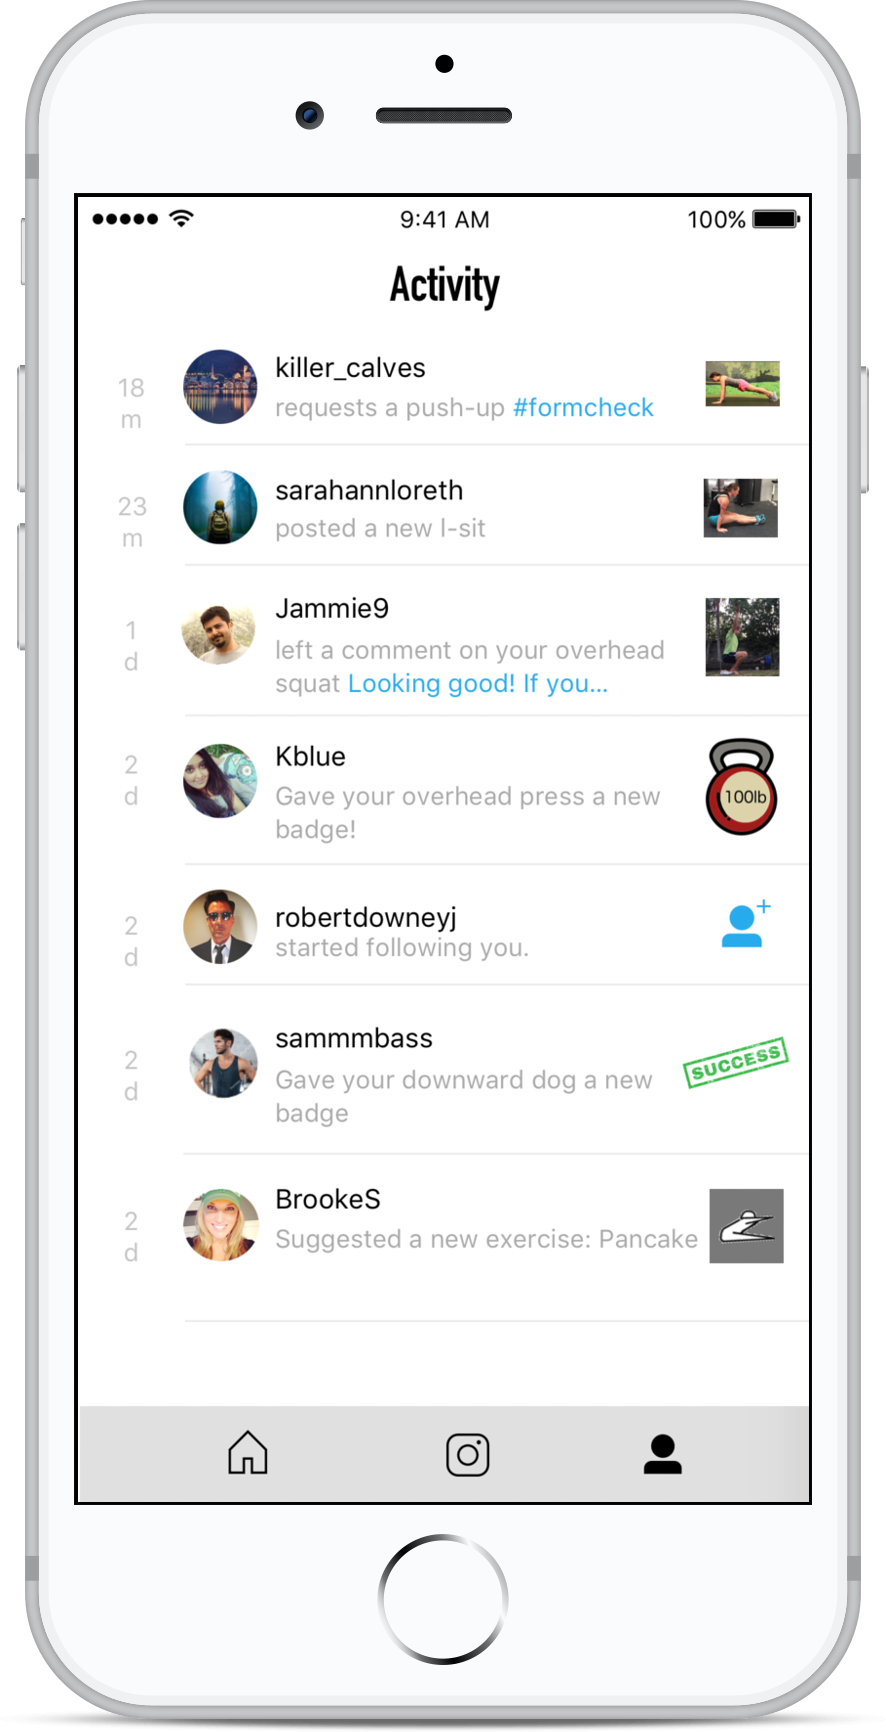 9:41 AM
100%
Activity
killer_calves
18
m
requests a push-up #formcheck
sarahannloreth
23
m
posted a new l-sit
Jammie9
1
d
left a comment on your overhead
squat Looking good! If you...
Kblue
2
d
Gave your overhead press a new
badge!
100lb
robertdowneyj
2
d
started following you.
sammmbass
2
d
Gave your downward dog a new
badge
SUCCESS
BrookeS
2
d
Suggested a new exercise: Pancake